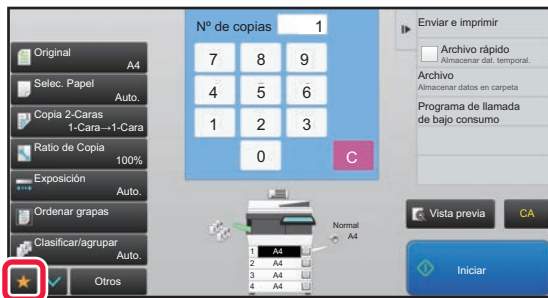 Original
A4
Selec. Papel
Auto.
Copia 2-Caras
1-Cara→1-Cara
Ratio de Copia
100%
Exposición
Auto.
Ordenar grapas
Clasificar/agrupar
Auto.
Otros
Nº de copias 1
7 8 9
4 5 6
1 2 3
0 C
Normal
A4
1 A4
2 A4
3 A4
4 A4
Enviar e imprimir
Archivo rápido
Almacenar dat. temporal.
Archivo
Almacenar datos en carpeta
Programa de llamada
de bajo consumo
Vista previa
CA
Iniciar